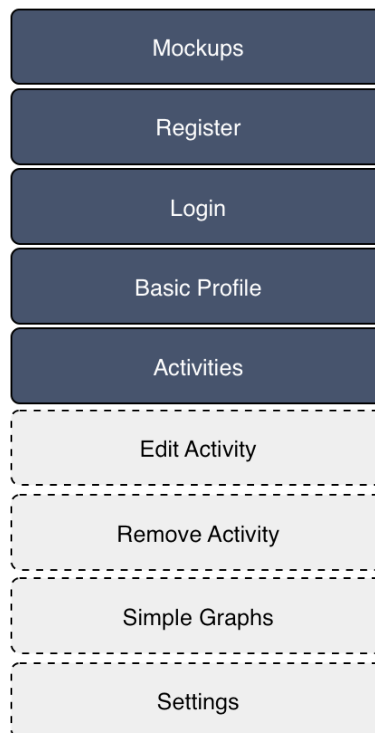 Mockups
Register
Login
Basic Profile
Activities
Edit Activity
Remove Activity
Simple Graphs
Settings